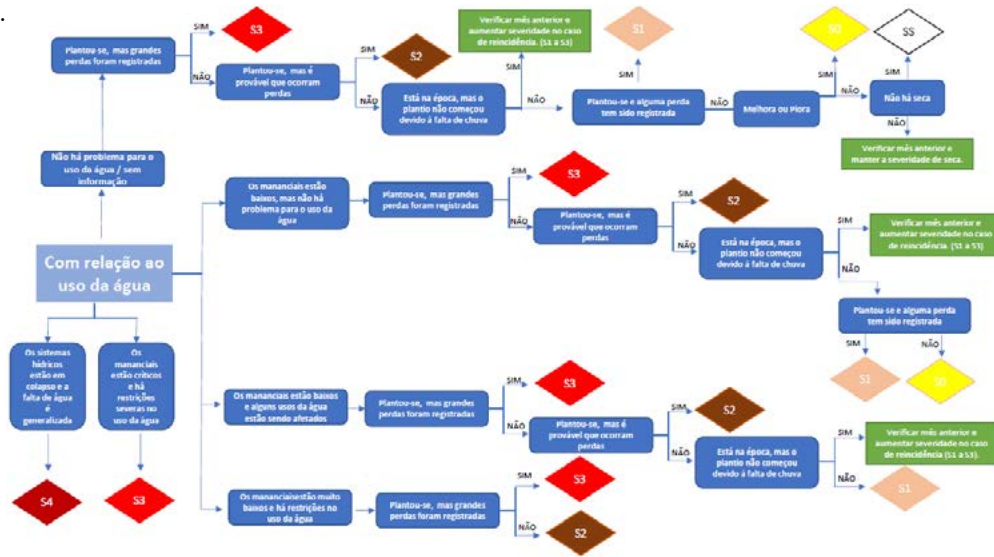 .
Plantou-se, mas grandes
perdas foram registradas
SIM
S3
NÃO
Plantou-se, mas é
provável que ocorram
perdas
SIM
S2
NÃO
Está na época, mas o
plantio não começou
devido à falta de chuva
SIM
Verificar mês anterior e
aumentar severidade no caso
de reincidência. (S1 a S3)
NÃO
Plantou-se e alguma perda
tem sido registrada
SIM
S1
NÃO
Melhora ou Piora
SIM
S0
NÃO
Não há seca
SIM
SS
NÃO
Verificar mês anterior e
manter a severidade de seca.
Não há problema para o
uso da água / sem
informação
Com relação ao
uso da água
Os mananciais estão
baixos, mas não há
problema para o uso da
água
Plantou-se, mas grandes
perdas foram registradas
SIM
S3
NÃO
Plantou-se, mas é
provável que ocorram
perdas
SIM
S2
NÃO
Está na época, mas o
plantio não começou
devido à falta de chuva
SIM
Verificar mês anterior e
aumentar severidade no caso
de reincidência. (S1 a S3)
NÃO
Plantou-se e alguma perda
tem sido registrada
SIM
S1
NÃO
S0
Os sistemas
hídricos
estão em
colapso e a
falta de água
é
generalizada
S4
Os
mananciais
estão críticos
e há
restrições
severas no
uso da água
S3
Os mananciais estão baixos
e alguns usos da água
estão sendo afetados
Plantou-se, mas grandes
perdas foram registradas
SIM
S3
NÃO
Plantou-se, mas é
provável que ocorram
perdas
SIM
S2
NÃO
Está na época, mas o
plantio não começou
devido à falta de chuva
SIM
Verificar mês anterior e
aumentar severidade no caso
de reincidência (S1 a S3).
NÃO
S1
Os mananciaisestão muito
baixos e há restrições no
uso da água
Plantou-se, mas grandes
perdas foram registradas
SIM
S3
NÃO
S2